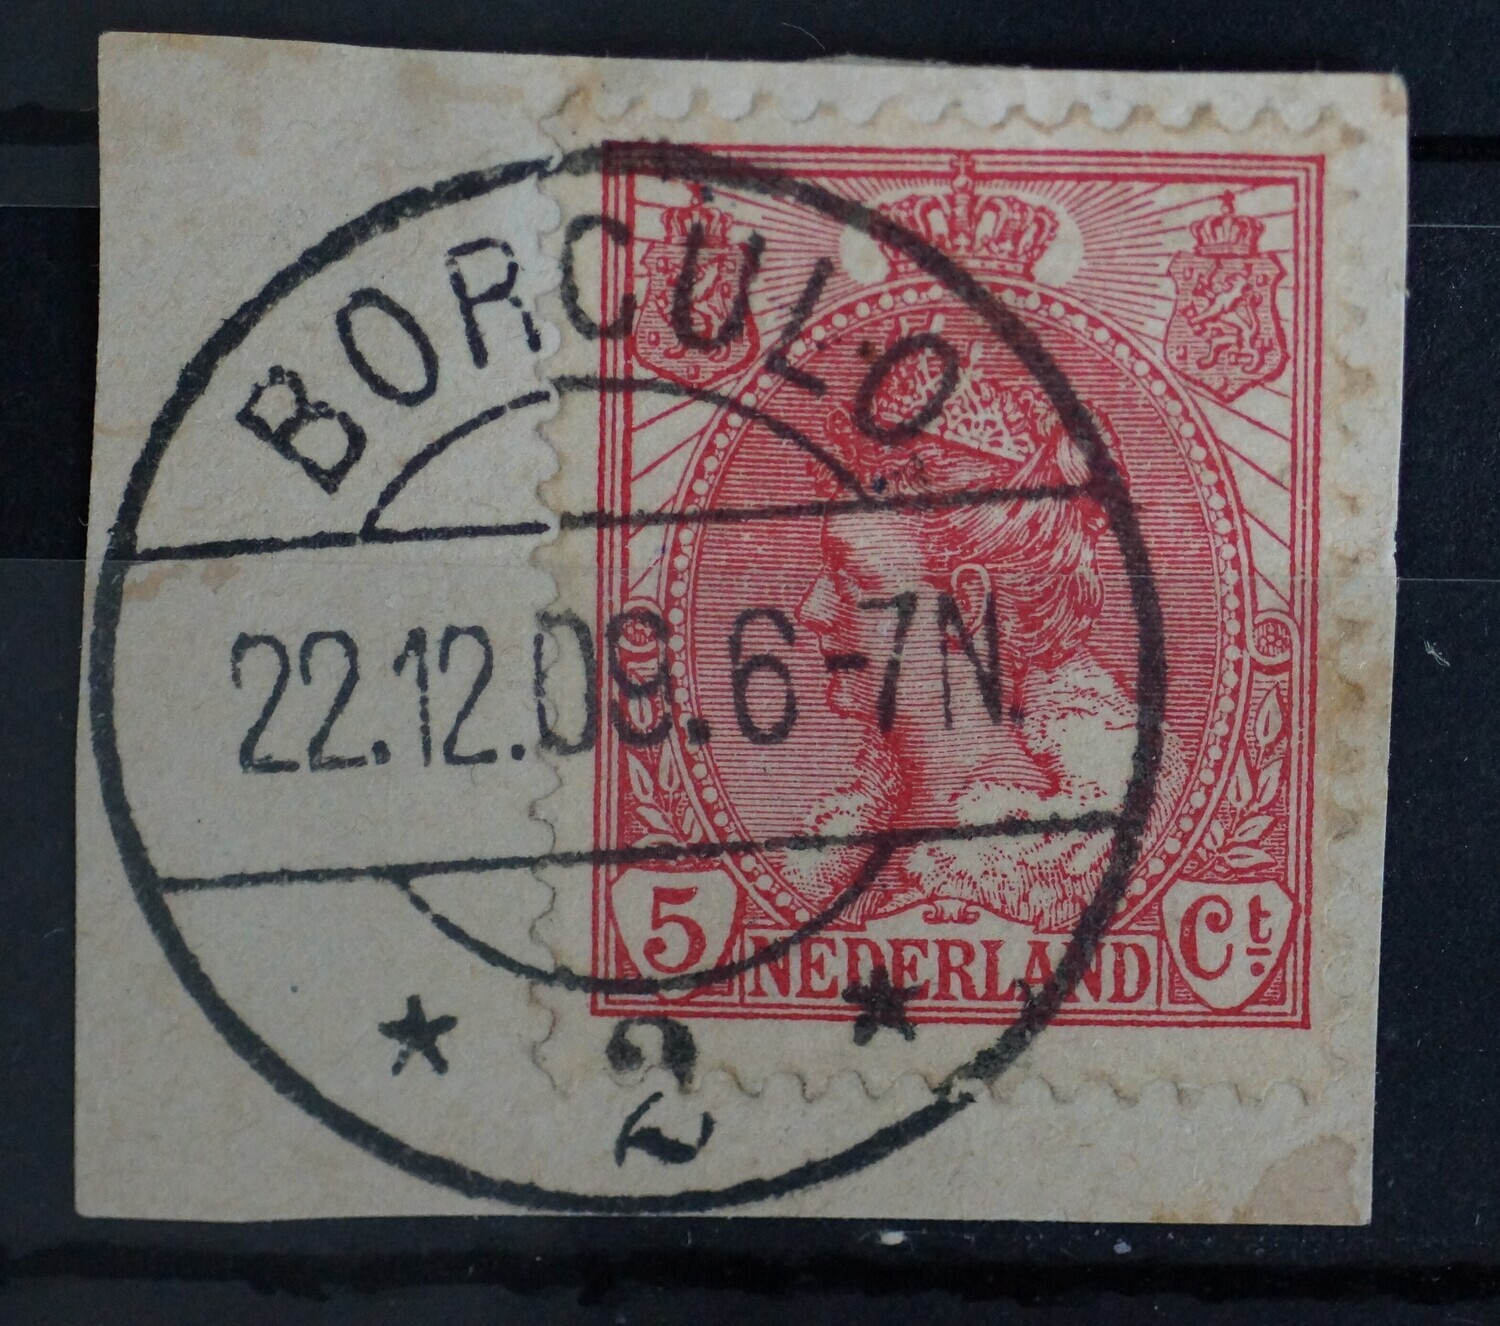 BORCULO
22.12.09.6-7N
5 NEDERLAND Ct.
2